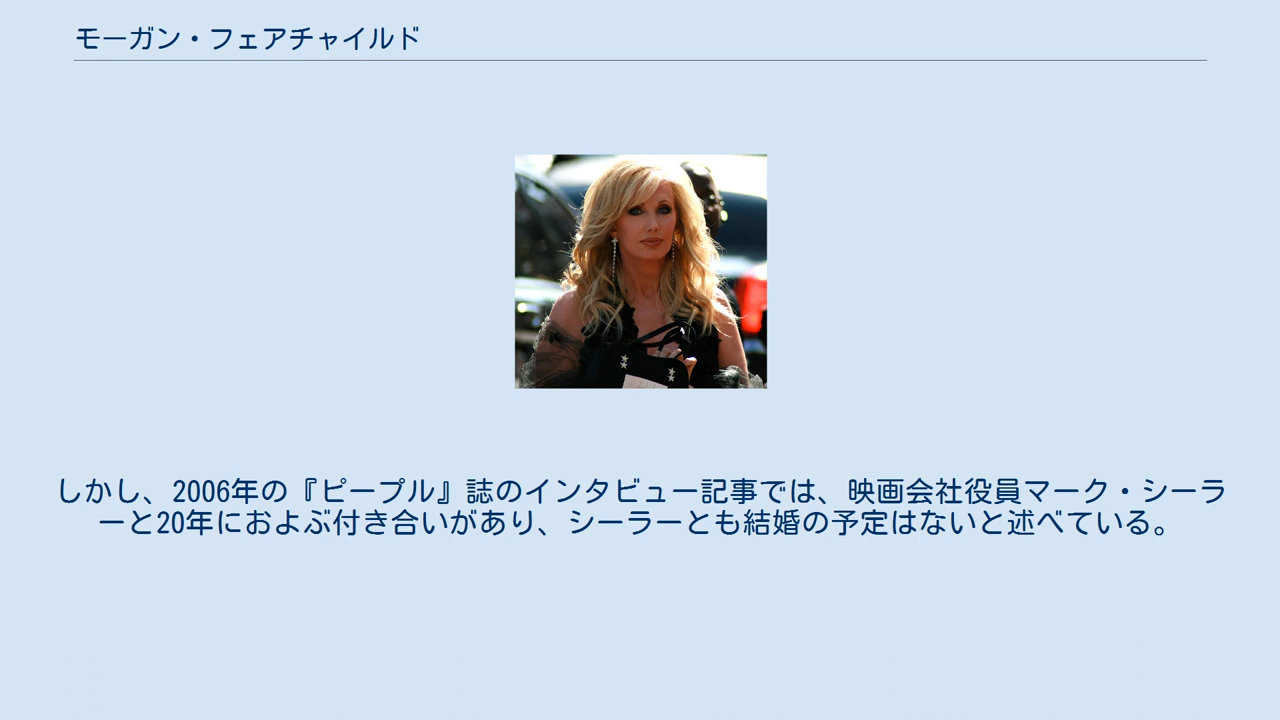 モーガン・フェアチャイルド
しかし、2006年の『ピープル』誌のインタビュー記事では、映画会社役員マーク・シーラ
ーと20年におよぶ付き合いがあり、シーラーとも結婚の予定はないと述べている。